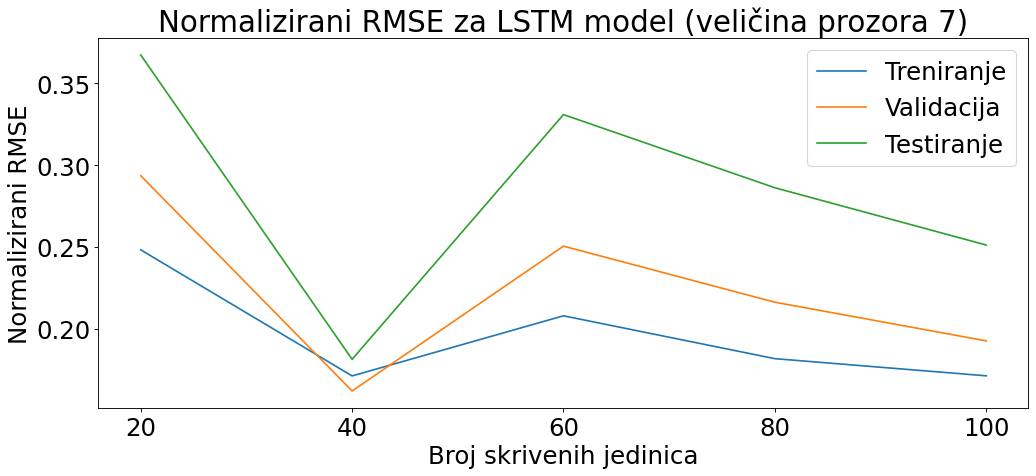 Normalizirani RMSE za LSTM model (veličina prozora 7)
Treniranje
Validacija
Testiranje
Normalizirani RMSE
0.35
0.30
0.25
0.20
20 40 60 80 100
Broj skrivenih jedinica